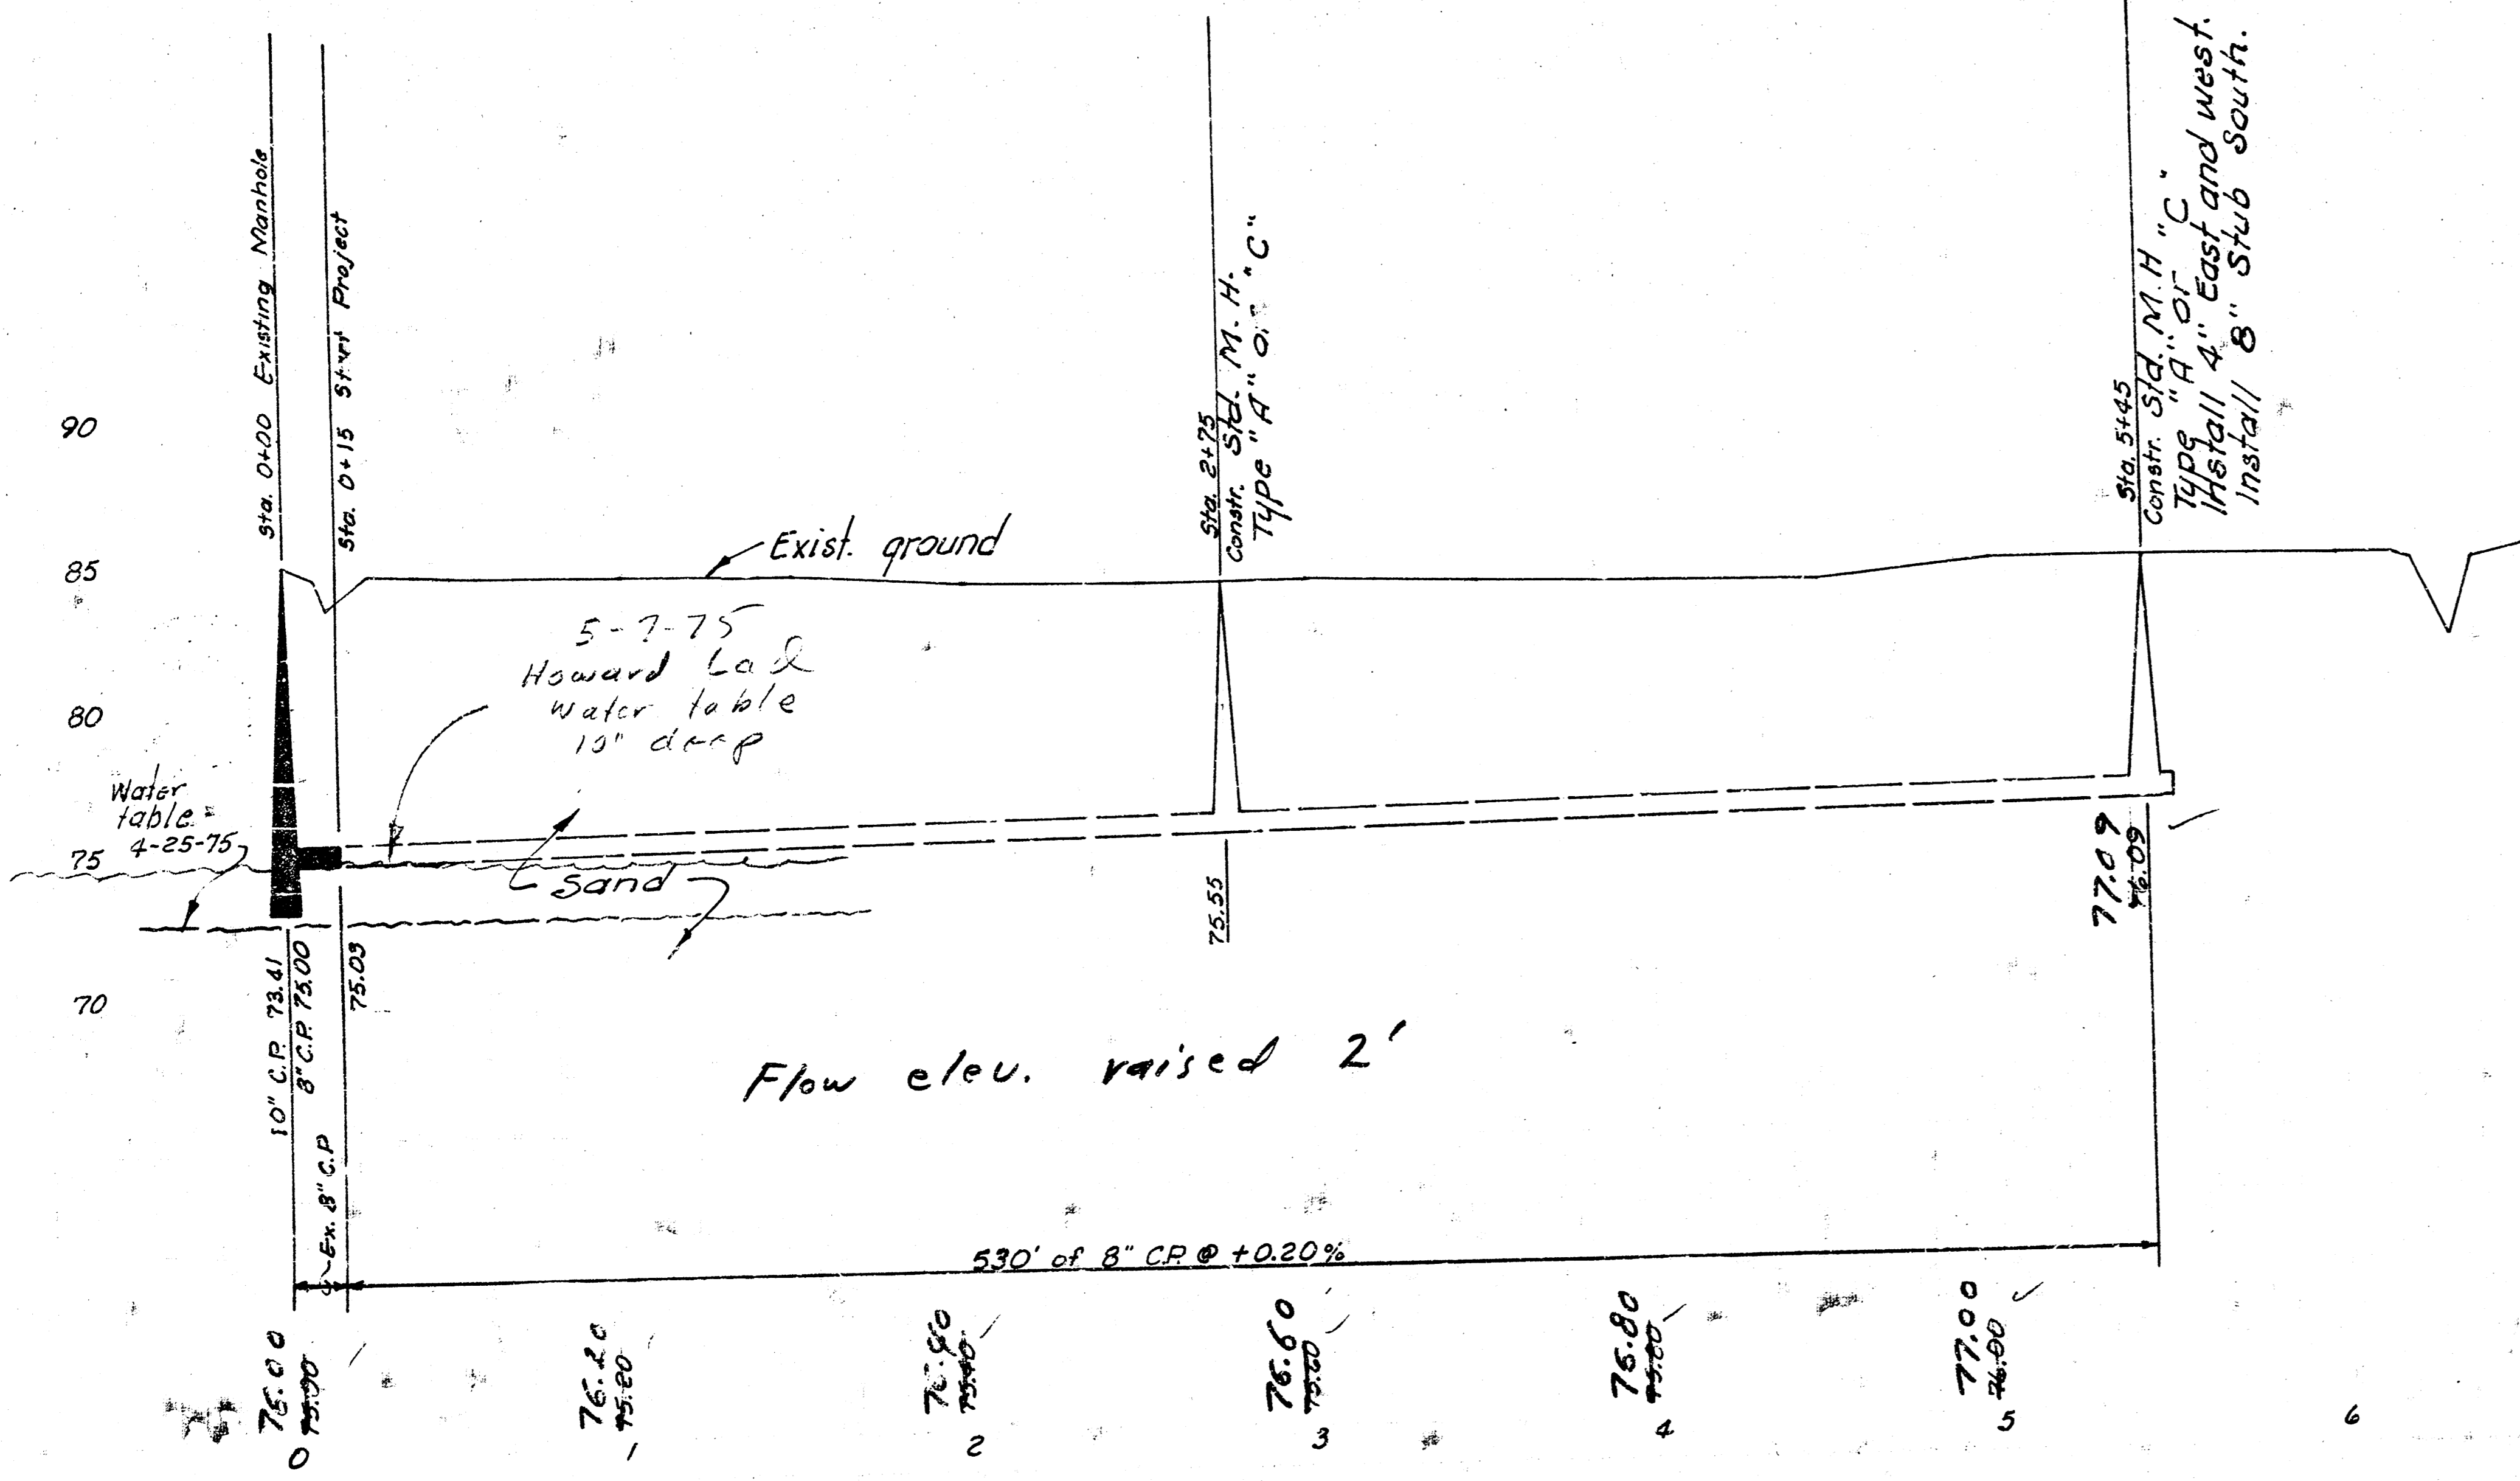 Sta. 0+00 Existing Manhole
Sta. 0+15 Start Project
Sta. 2+75
Constr. Std. M. H.
Type "A" or "C"
Sta. 5+45
Constr. Std. M. H
Type "A" or "C"
Install 4" East and West.
Install 8" Stub South.
90
85
80
75
70
Exist. ground
5-7-75
Howard
water table
10" deep
Water
table
4-25-75
Sand
10" C.P. 73.41
8" C.P. 75.00
75.03
75.55
77.09
76.09
Flow elev. raised 2'
Ex. 8" C.P
530' of 8" C.P. @ +0.20%
76.00
75.00
76.20
75.20
76.40
75.40
76.60
75.60
76.80
75.80
77.00
76.00
0
1
2
3
4
5
6